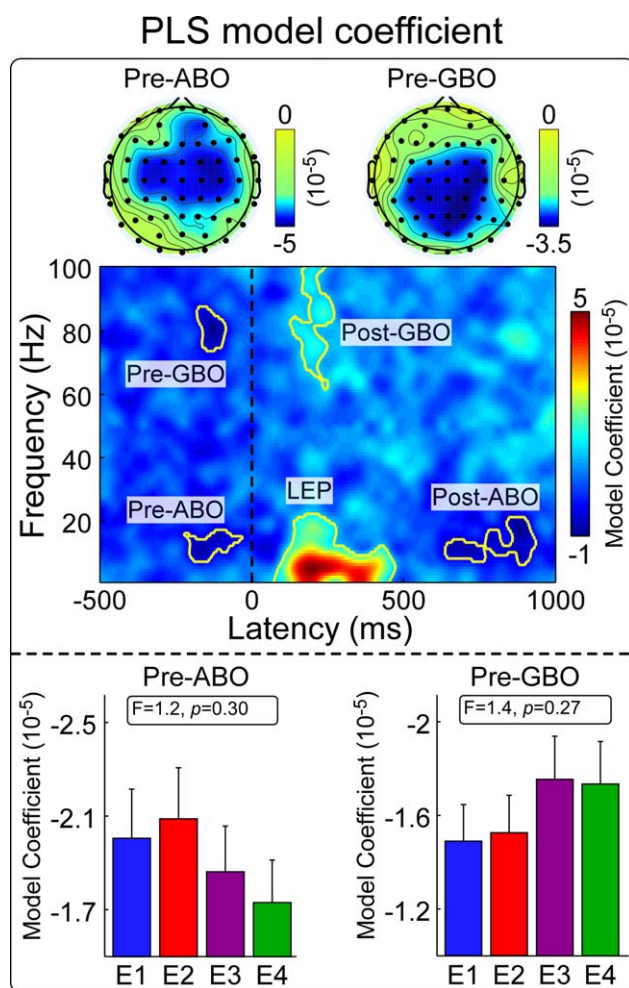 PLS model coefficient
Pre-ABO
Pre-GBO
0
(10-5)
-5
0
(10-5)
-3.5
Frequency (Hz)
100
80
60
40
20
Post-GBO
Pre-GBO
LEP
Pre-ABO
Post-ABO
5
-1
Model Coefficient (10-5)
-500
0
500
1000
Latency (ms)
Pre-ABO
F=1.2, p=0.30
Model Coefficient (10-5)
-2.5
-2.1
-1.7
E1 E2 E3 E4
Pre-GBO
F=1.4, p=0.27
Model Coefficient (10-5)
-2
-1.6
-1.2
E1 E2 E3 E4